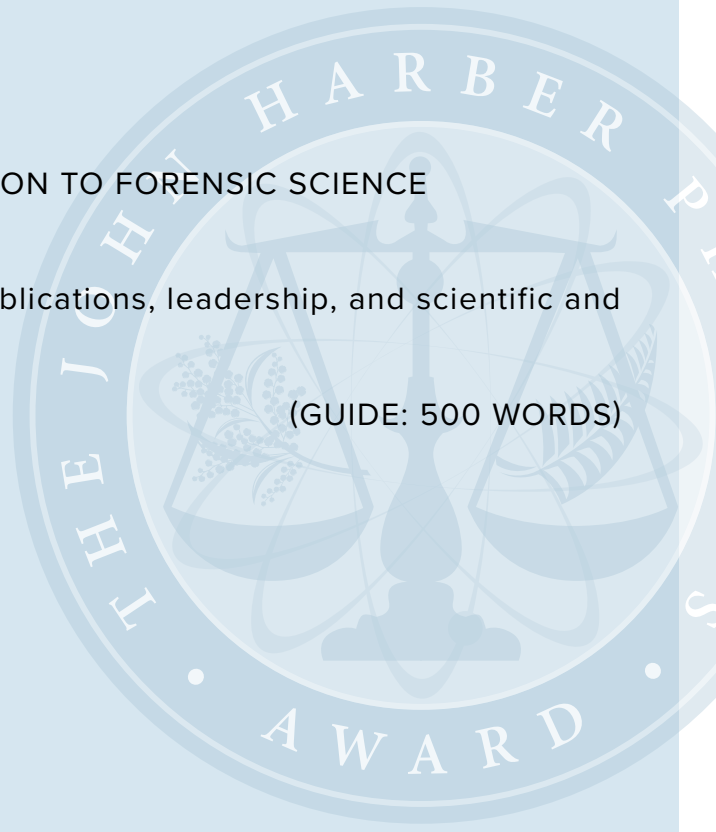 THE JOHN HARBER P
ON TO FORENSIC SCIENCE
blications, leadership, and scientific and
(GUIDE: 500 WORDS)
AWARD